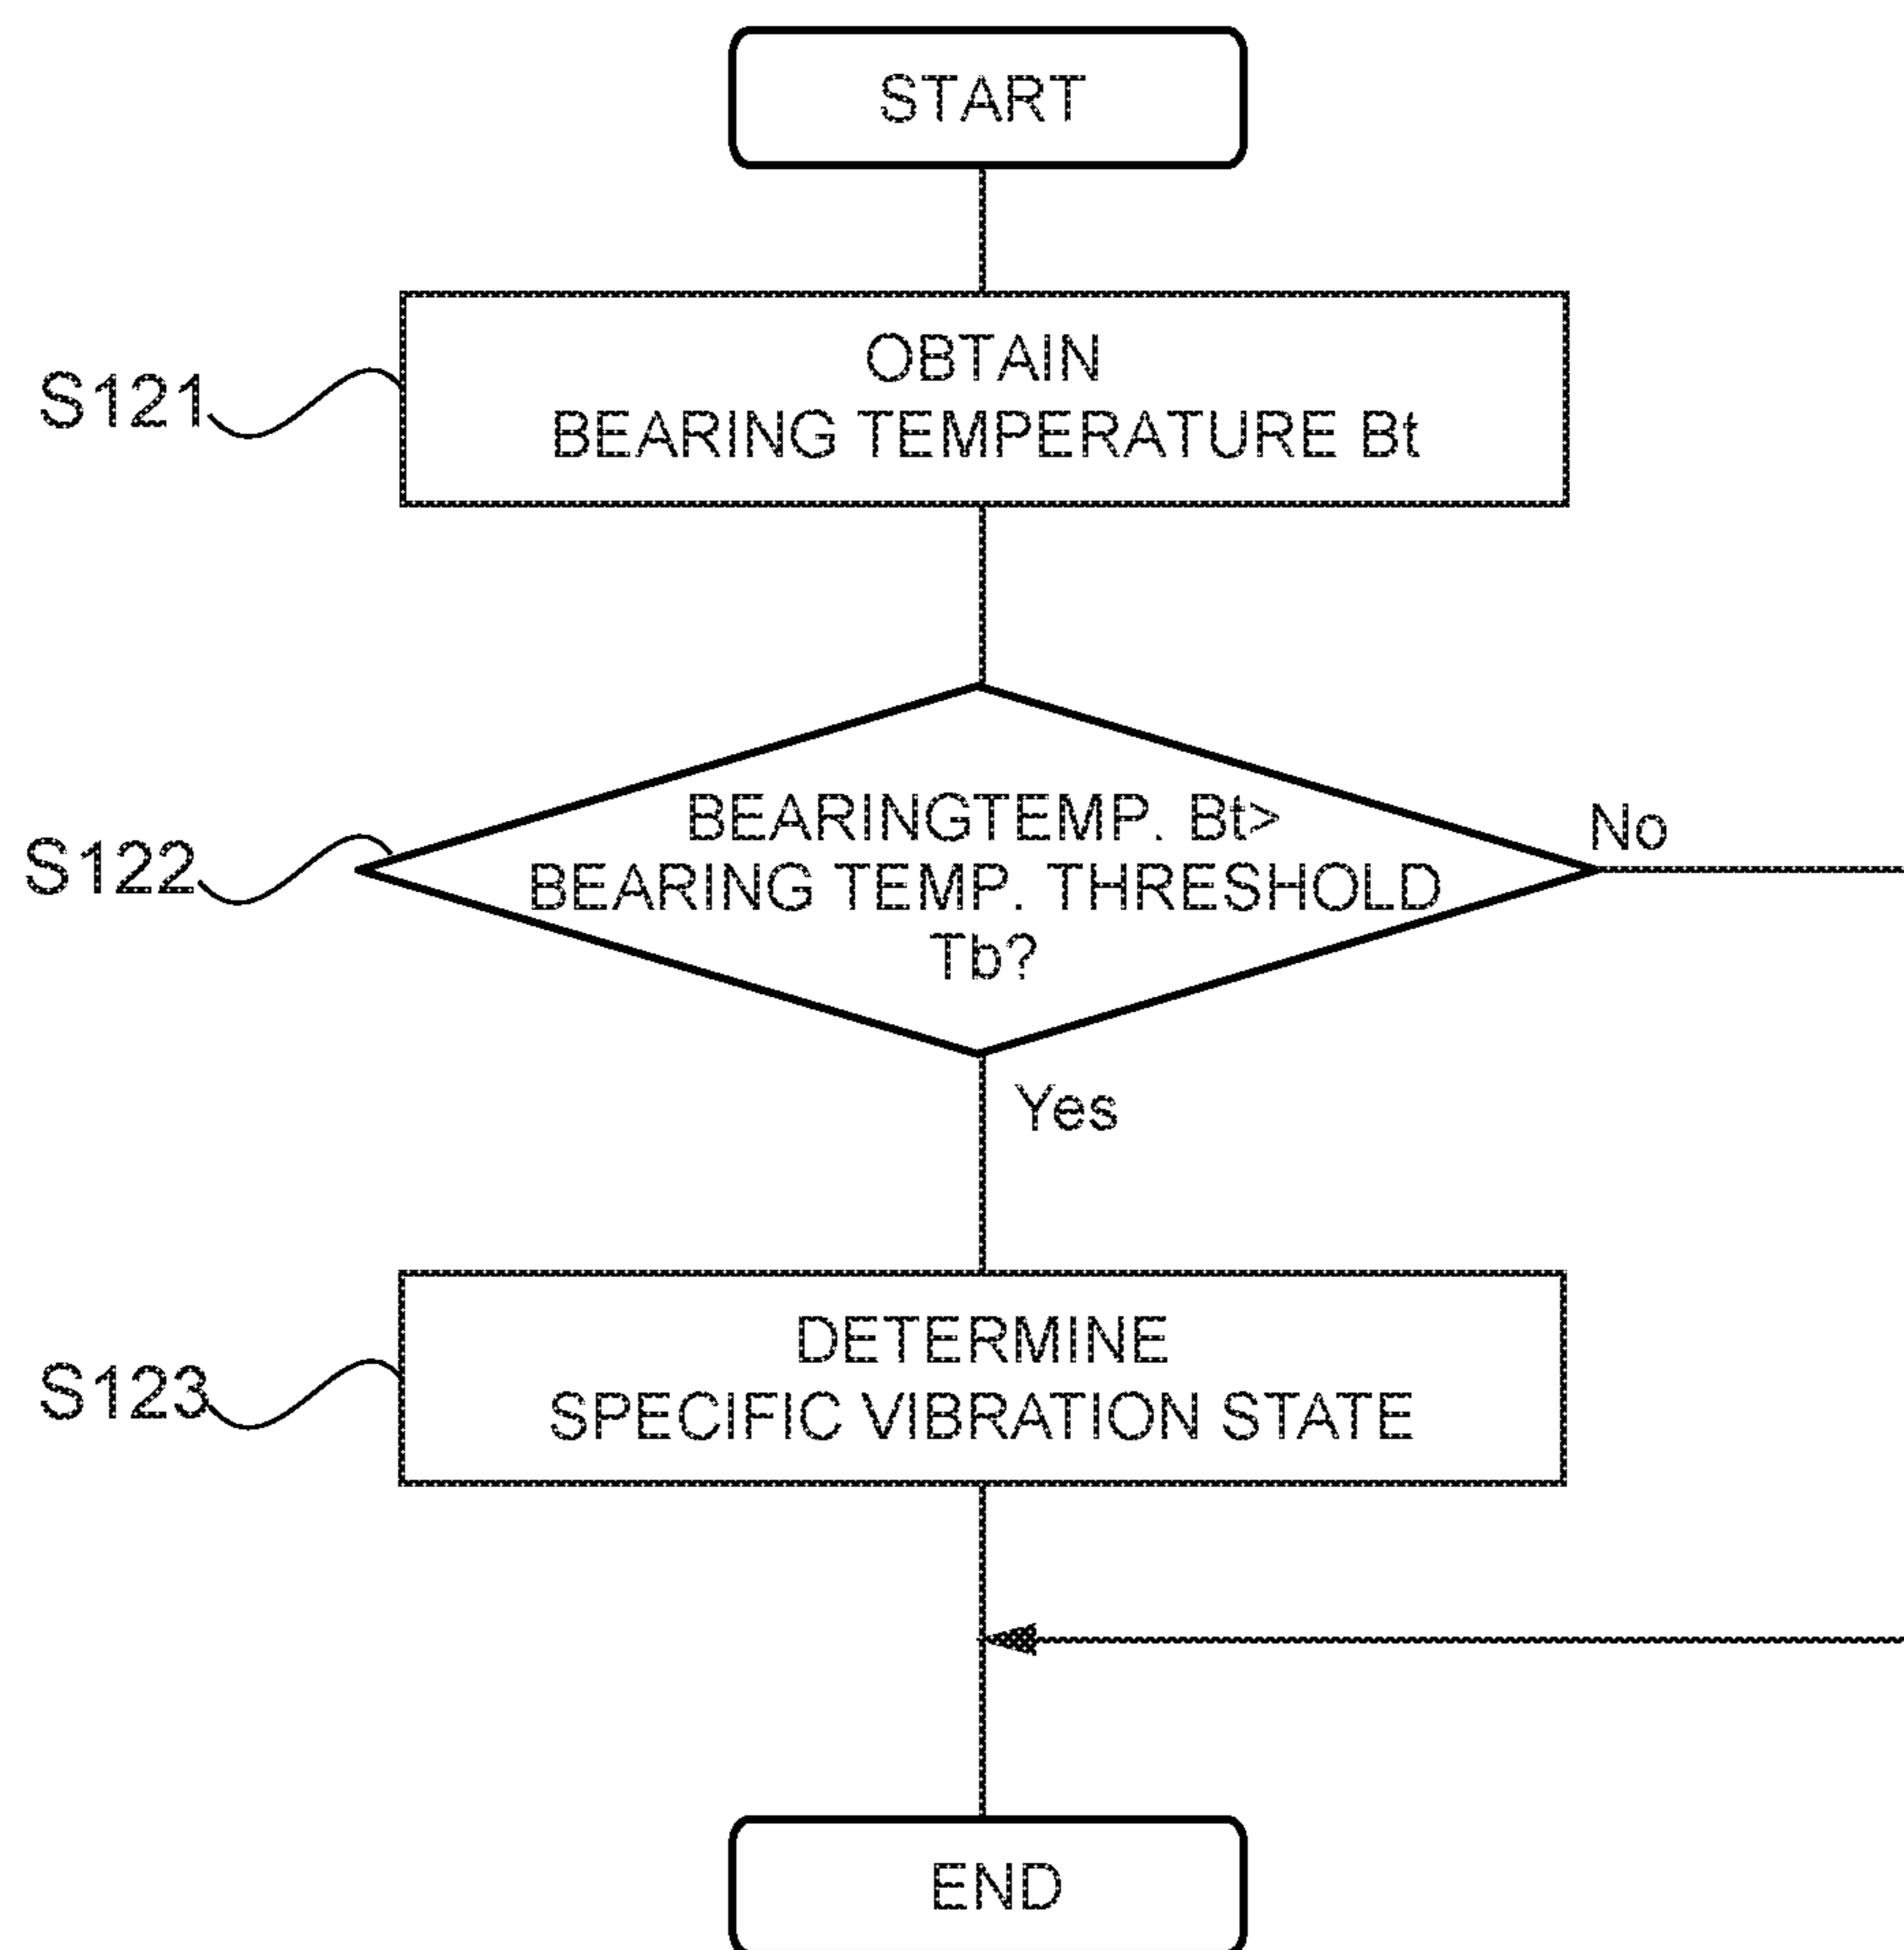 START
OBTAIN
BEARING TEMPERATURE Bt
S121
BEARINGTEMP. Bt>
BEARING TEMP. THRESHOLD
Tb?
S122
No
Yes
DETERMINE
SPECIFIC VIBRATION STATE
S123
END